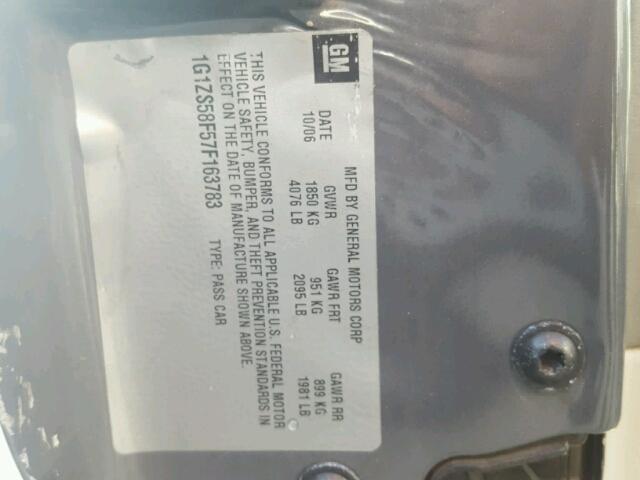 GM
MFD BY GENERAL MOTORS CORP
DATE GVWR GAWR FRT GAWR RR
10/06 1850 KG 951 KG 899 KG
4076 LB 2095 LB 1981 LB
THIS VEHICLE CONFORMS TO ALL APPLICABLE U.S. FEDERAL MOTOR
VEHICLE SAFETY, BUMPER, AND THEFT PREVENTION STANDARDS IN
EFFECT ON THE DATE OF MANUFACTURE SHOWN ABOVE.
1G1ZS58F57F163783 TYPE: PASS CAR